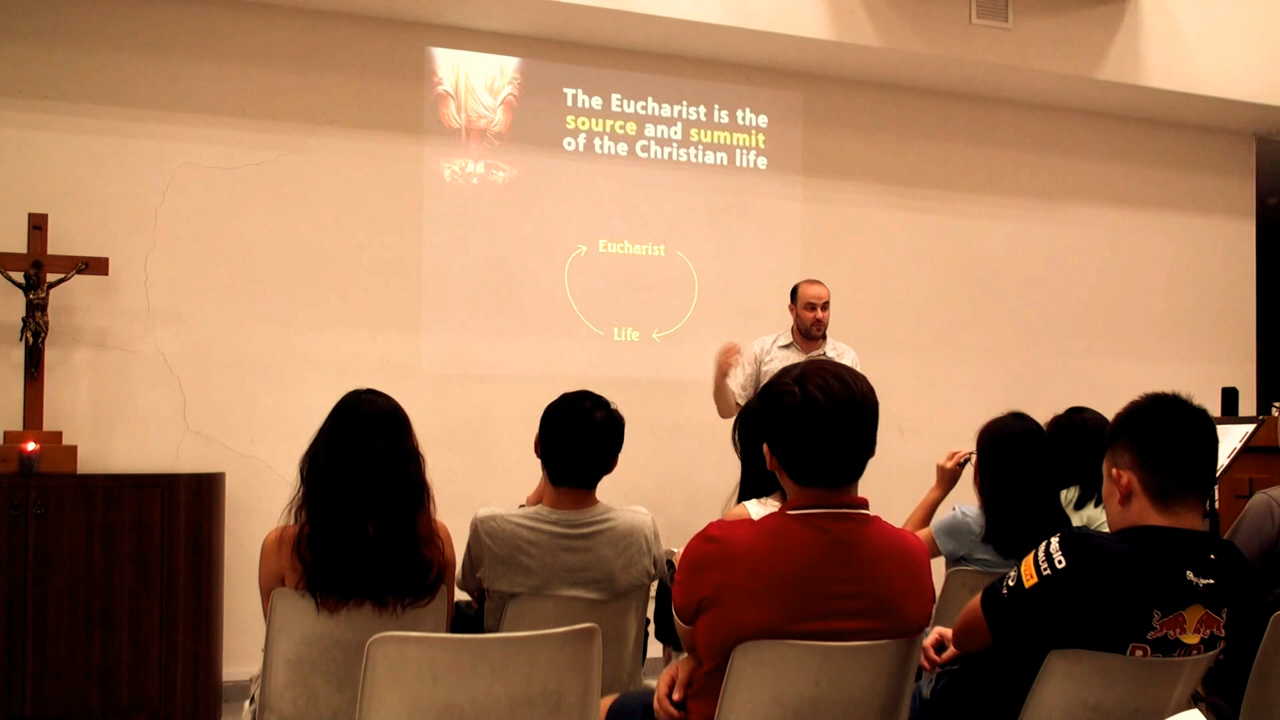 The Eucharist is the
source and summit
of the Christian life
Eucharist
Life